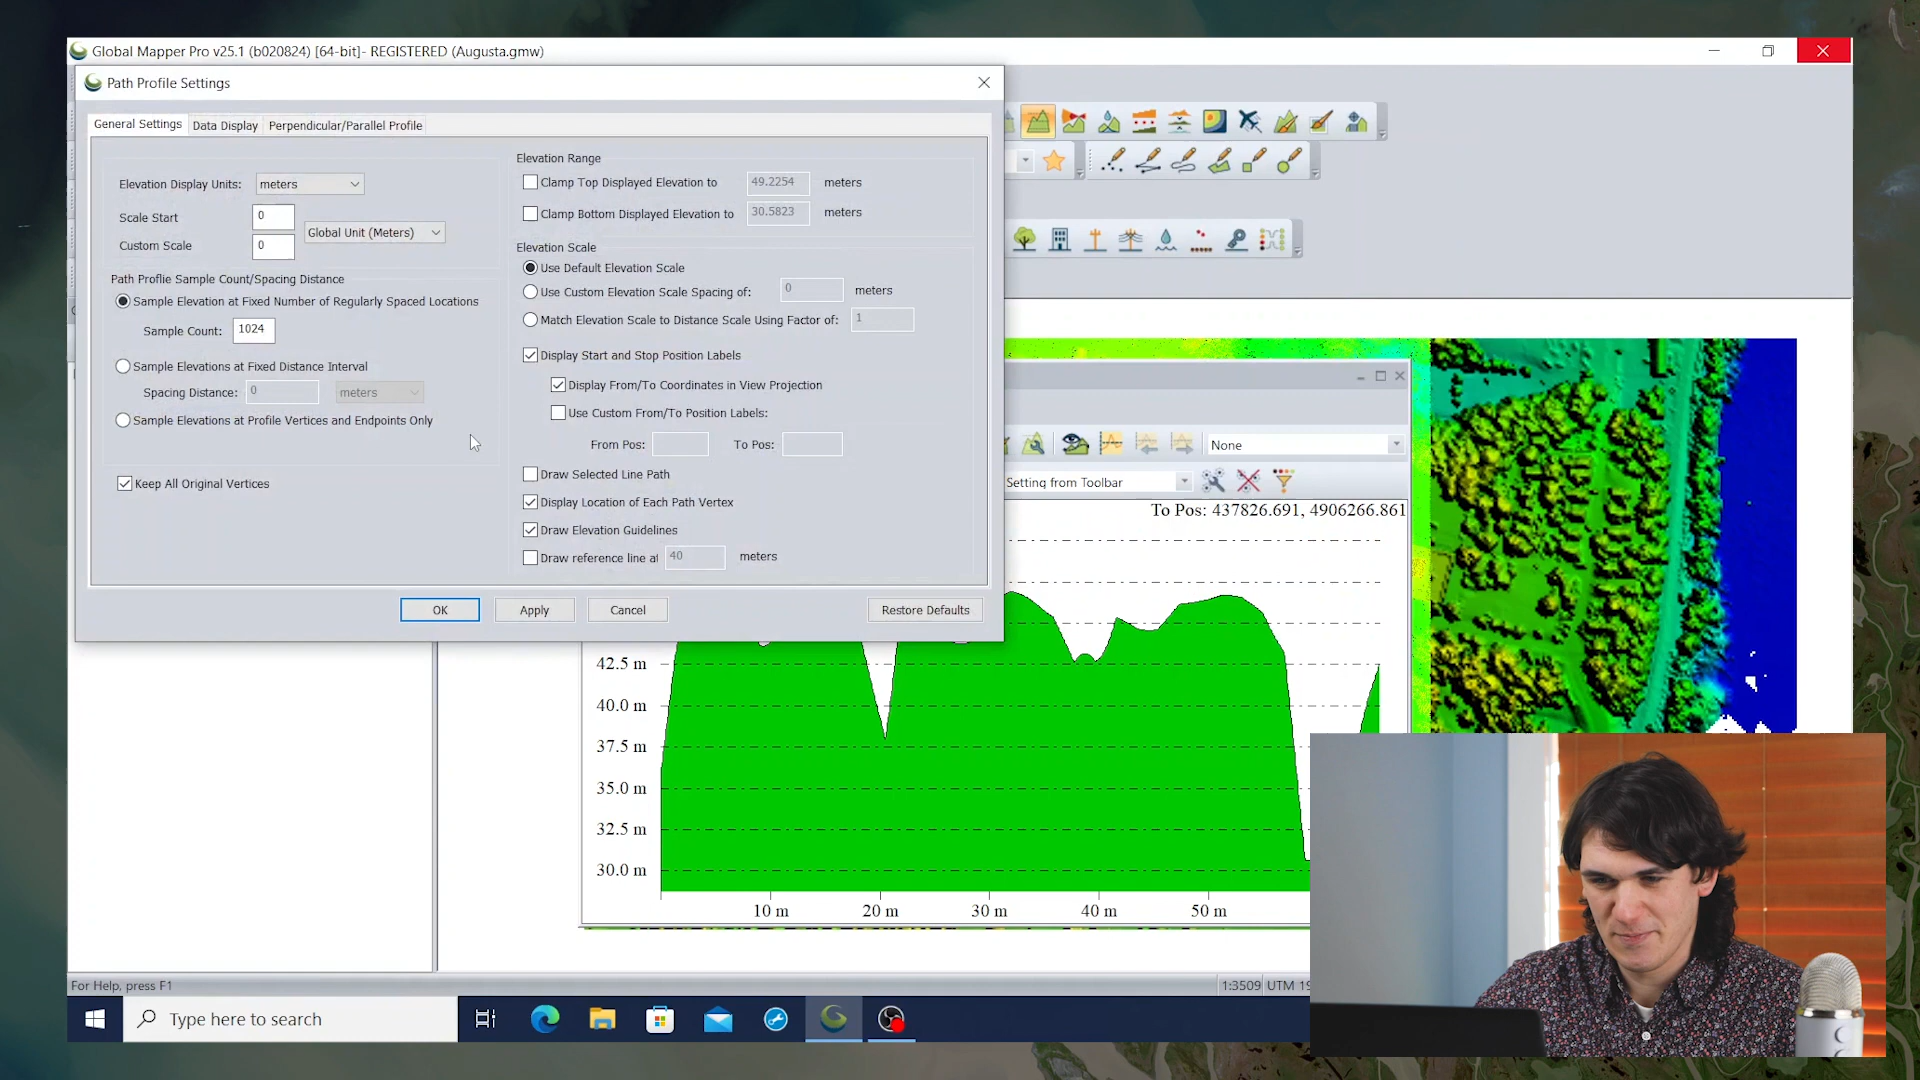 Global Mapper Pro v25.1 (b020824) [64-bit]- REGISTERED (Augusta.gmw)
Path Profile Settings
General Settings
Data Display
Perpendicular/Parallel Profile
Elevation Display Units:
meters
Scale Start
0
Custom Scale
0
Global Unit (Meters)
Path Profile Sample Count/Spacing Distance
Sample Elevation at Fixed Number of Regularly Spaced Locations
Sample Count:
1024
Sample Elevations at Fixed Distance Interval
Spacing Distance:
0
meters
Sample Elevations at Profile Vertices and Endpoints Only
Keep All Original Vertices
Elevation Range
Clamp Top Displayed Elevation to
49.2254
meters
Clamp Bottom Displayed Elevation to
30.5823
meters
Elevation Scale
Use Default Elevation Scale
Use Custom Elevation Scale Spacing of:
0
meters
Match Elevation Scale to Distance Scale Using Factor of:
1
Display Start and Stop Position Labels
Display From/To Coordinates in View Projection
Use Custom From/To Position Labels:
From Pos:
To Pos:
Draw Selected Line Path
Display Location of Each Path Vertex
Draw Elevation Guidelines
Draw reference line at
40
meters
OK
Apply
Cancel
Restore Defaults
None
Setting from Toolbar
To Pos: 437826.691, 4906266.861
42.5 m
40.0 m
37.5 m
35.0 m
32.5 m
30.0 m
10 m
20 m
30 m
40 m
50 m
For Help, press F1
1:3509
UTM 19
Type here to search